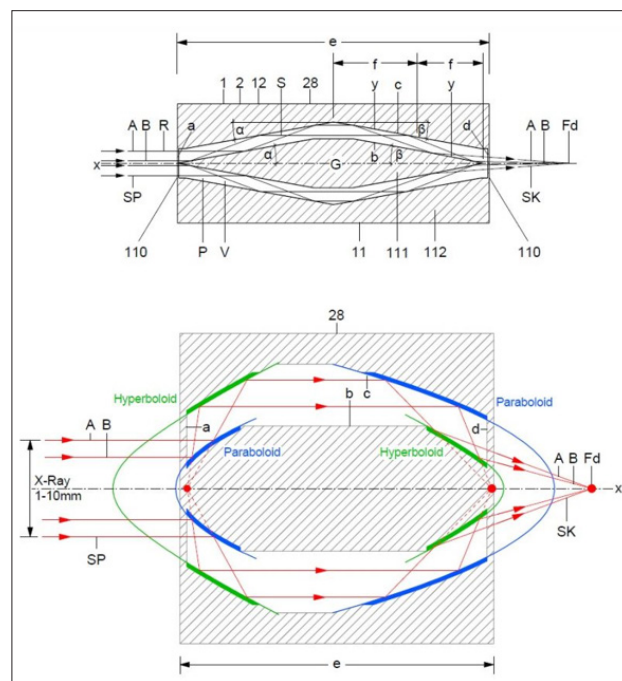 e
f f
1 2 12 S 28 y c y
A B R a α β d A B Fd
x α G b β
SP SK
110 P V 11 111 112 110
28
Hyperboloid b c Paraboloid
A B a Paraboloid Hyperboloid d A B Fd
X-Ray
1-10mm
x
SP SK
e